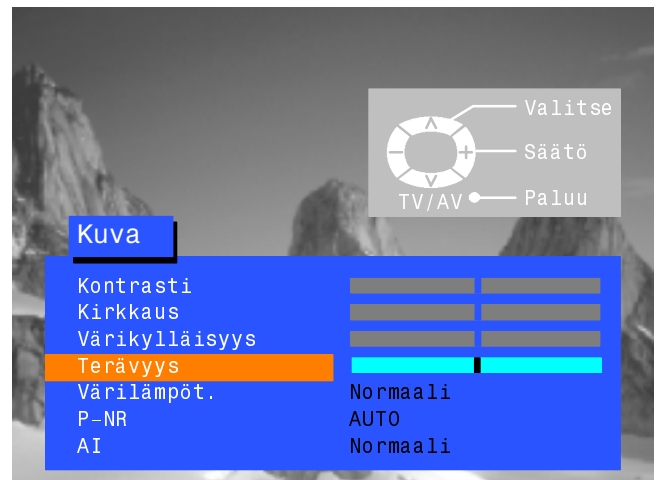 Valitse
Säätö
TV/AV Paluu
Kuva
Kontrasti
Kirkkaus
Värikylläisyys
Terävyys
Värilämpöt. Normaali
P-NR AUTO
AI Normaali